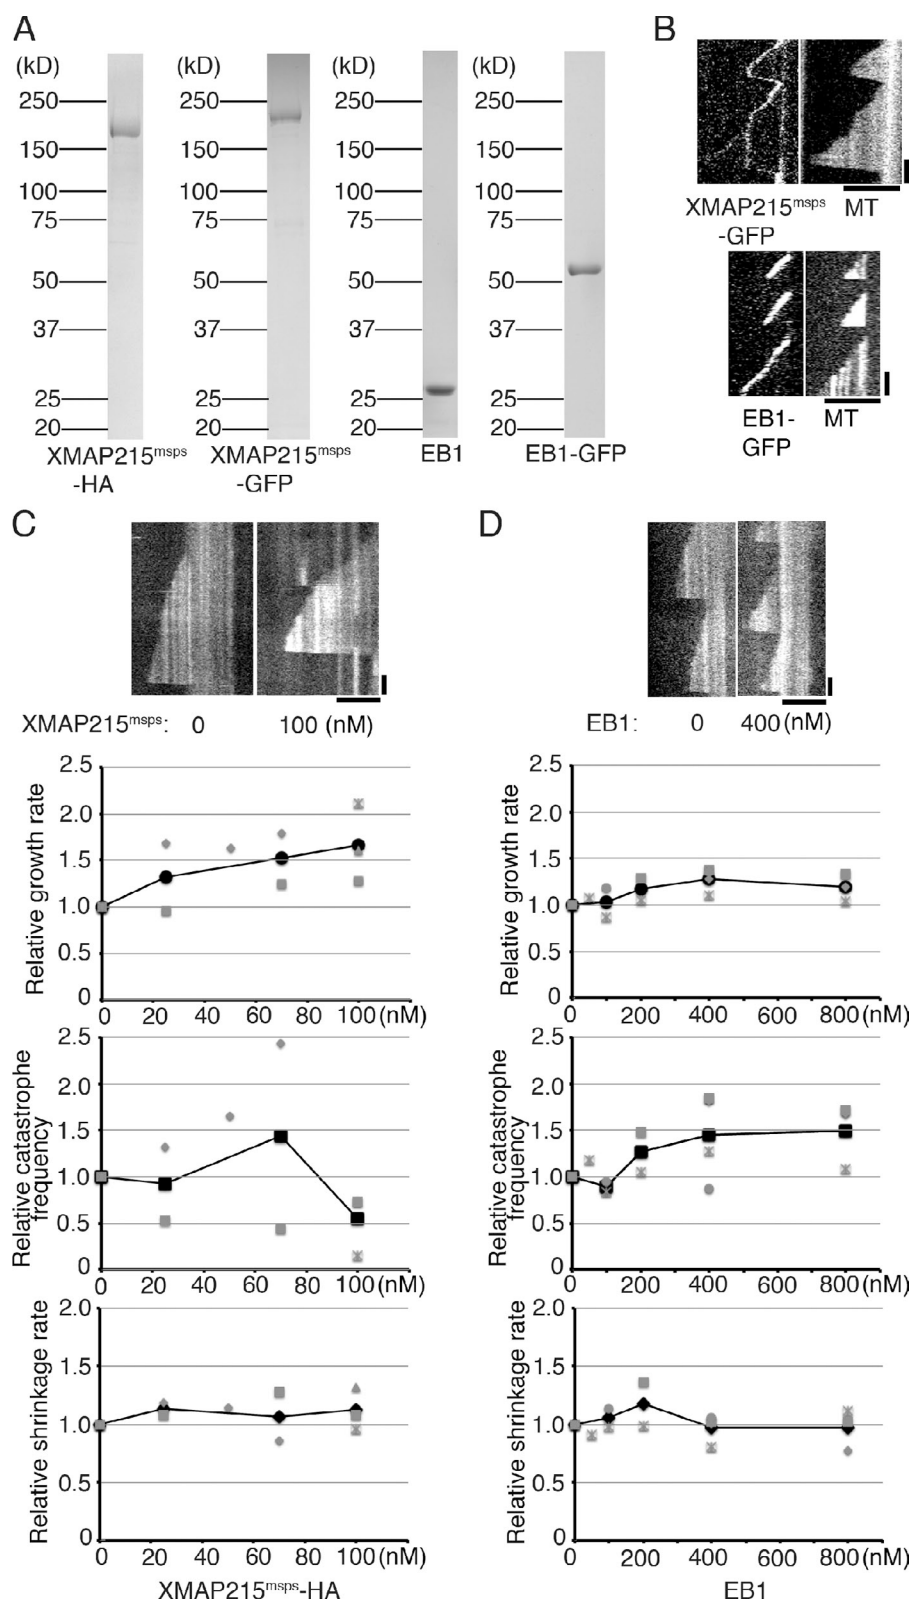 A
(kD) (kD) (kD) (kD)
250 250 250 250
150 150 150 150
100 100 100 100
75 75 75 75
50 50 50 50
37 37 37 37
25 25 25 25
20 20 20 20
XMAP215msps -HA
XMAP215msps -GFP
EB1
EB1-GFP
B
XMAP215msps -GFP
MT
EB1-
GFP
MT
C
XMAP215msps: 0 100 (nM)
Relative growth rate
2.5
2.0
1.5
1.0
0.5
0
0 20 40 60 80 100 (nM)
Relative catastrophe
frequency
2.5
2.0
1.5
1.0
0.5
0
0 20 40 60 80 100 (nM)
Relative shrinkage rate
2.0
1.5
1.0
0.5
0
0 20 40 60 80 100 (nM)
XMAP215msps-HA
D
EB1: 0 400 (nM)
Relative growth rate
2.5
2.0
1.5
1.0
0.5
0
0 200 400 600 800 (nM)
Relative catastrophe
frequency
2.5
2.0
1.5
1.0
0.5
0
0 200 400 600 800 (nM)
Relative shrinkage rate
2.0
1.5
1.0
0.5
0
0 200 400 600 800 (nM)
EB1